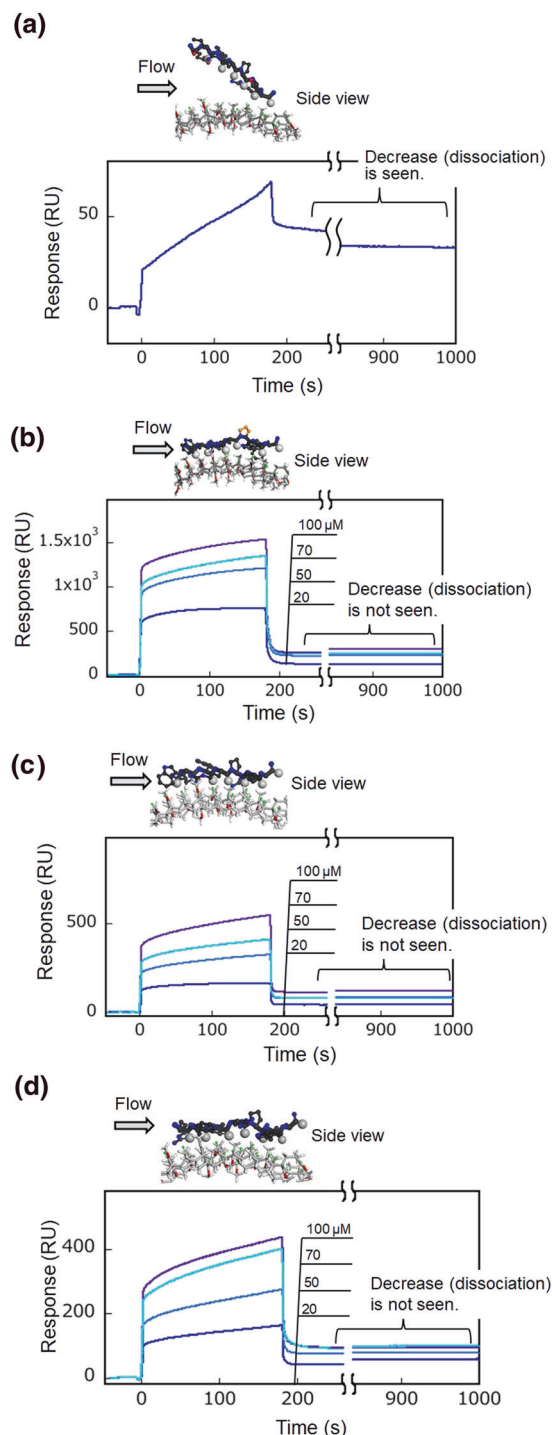 (a)
Flow
Side view
Decrease (dissociation)
is seen.
Response (RU)
50
0
0
100
200
900
1000
Time (s)
(b)
Flow
Side view
Response (RU)
1.5x10³
1x10³
500
0
100 µM
70
50
20
Decrease (dissociation)
is not seen.
0
100
200
900
1000
Time (s)
(c)
Flow
Side view
Response (RU)
500
0
100 µM
70
50
20
Decrease (dissociation)
is not seen.
0
100
200
900
1000
Time (s)
(d)
Flow
Side view
Response (RU)
400
200
0
100 µM
70
50
20
Decrease (dissociation)
is not seen.
0
100
200
900
1000
Time (s)